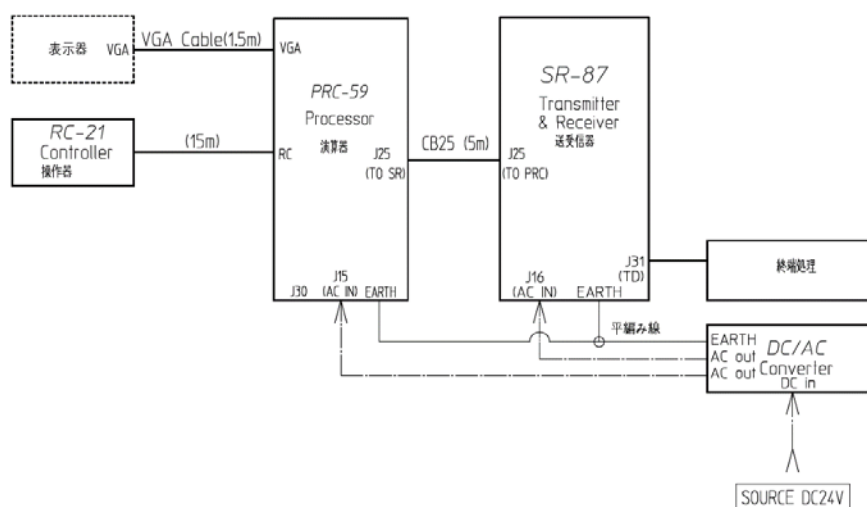 表示器 VGA
VGA Cable(1.5m)
VGA
RC-21
Controller
操作器
(15m)
RC
PRC-59
Processor
演算器
J25
(TO SR)
J30
J15
(AC IN)
EARTH
CB25 (5m)
SR-87
Transmitter
& Receiver
送受信器
J25
(TO PRC)
J31
(TD)
J16
(AC IN)
EARTH
終端処理
平編み線
EARTH
AC out
AC out
DC/AC
Converter
DC in
SOURCE DC24V